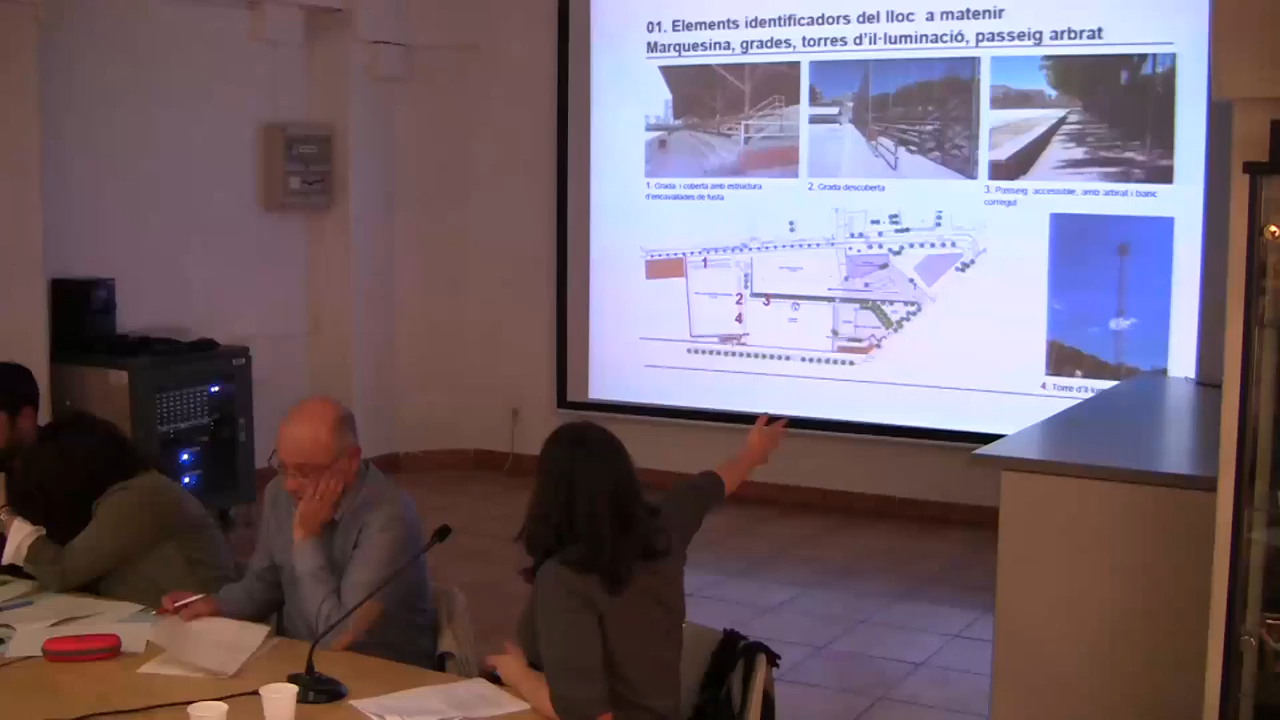 01. Elements identificadors del lloc a matenir
Marquesina, grades, torres d'il·luminació, passeig arbrat
1. Grada i coberta amb estructura
d'encavallades de fusta
2. Grada descoberta
3. Passeig accessible, amb arbrat i banc
corregut
1
2
3
4
4. Torre d'il·lu